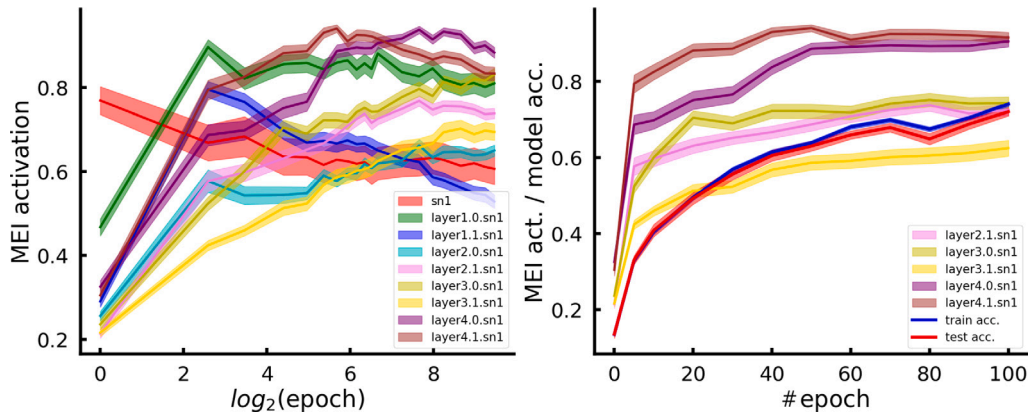 MEI activation
0.8
0.6
0.4
0.2
0
2
4
6
8
log2(epoch)
sn1
layer1.0.sn1
layer1.1.sn1
layer2.0.sn1
layer2.1.sn1
layer3.0.sn1
layer3.1.sn1
layer4.0.sn1
layer4.1.sn1
MEI act. / model acc.
0.8
0.6
0.4
0.2
0
20
40
60
80
100
#epoch
layer2.1.sn1
layer3.0.sn1
layer3.1.sn1
layer4.0.sn1
layer4.1.sn1
train acc.
test acc.